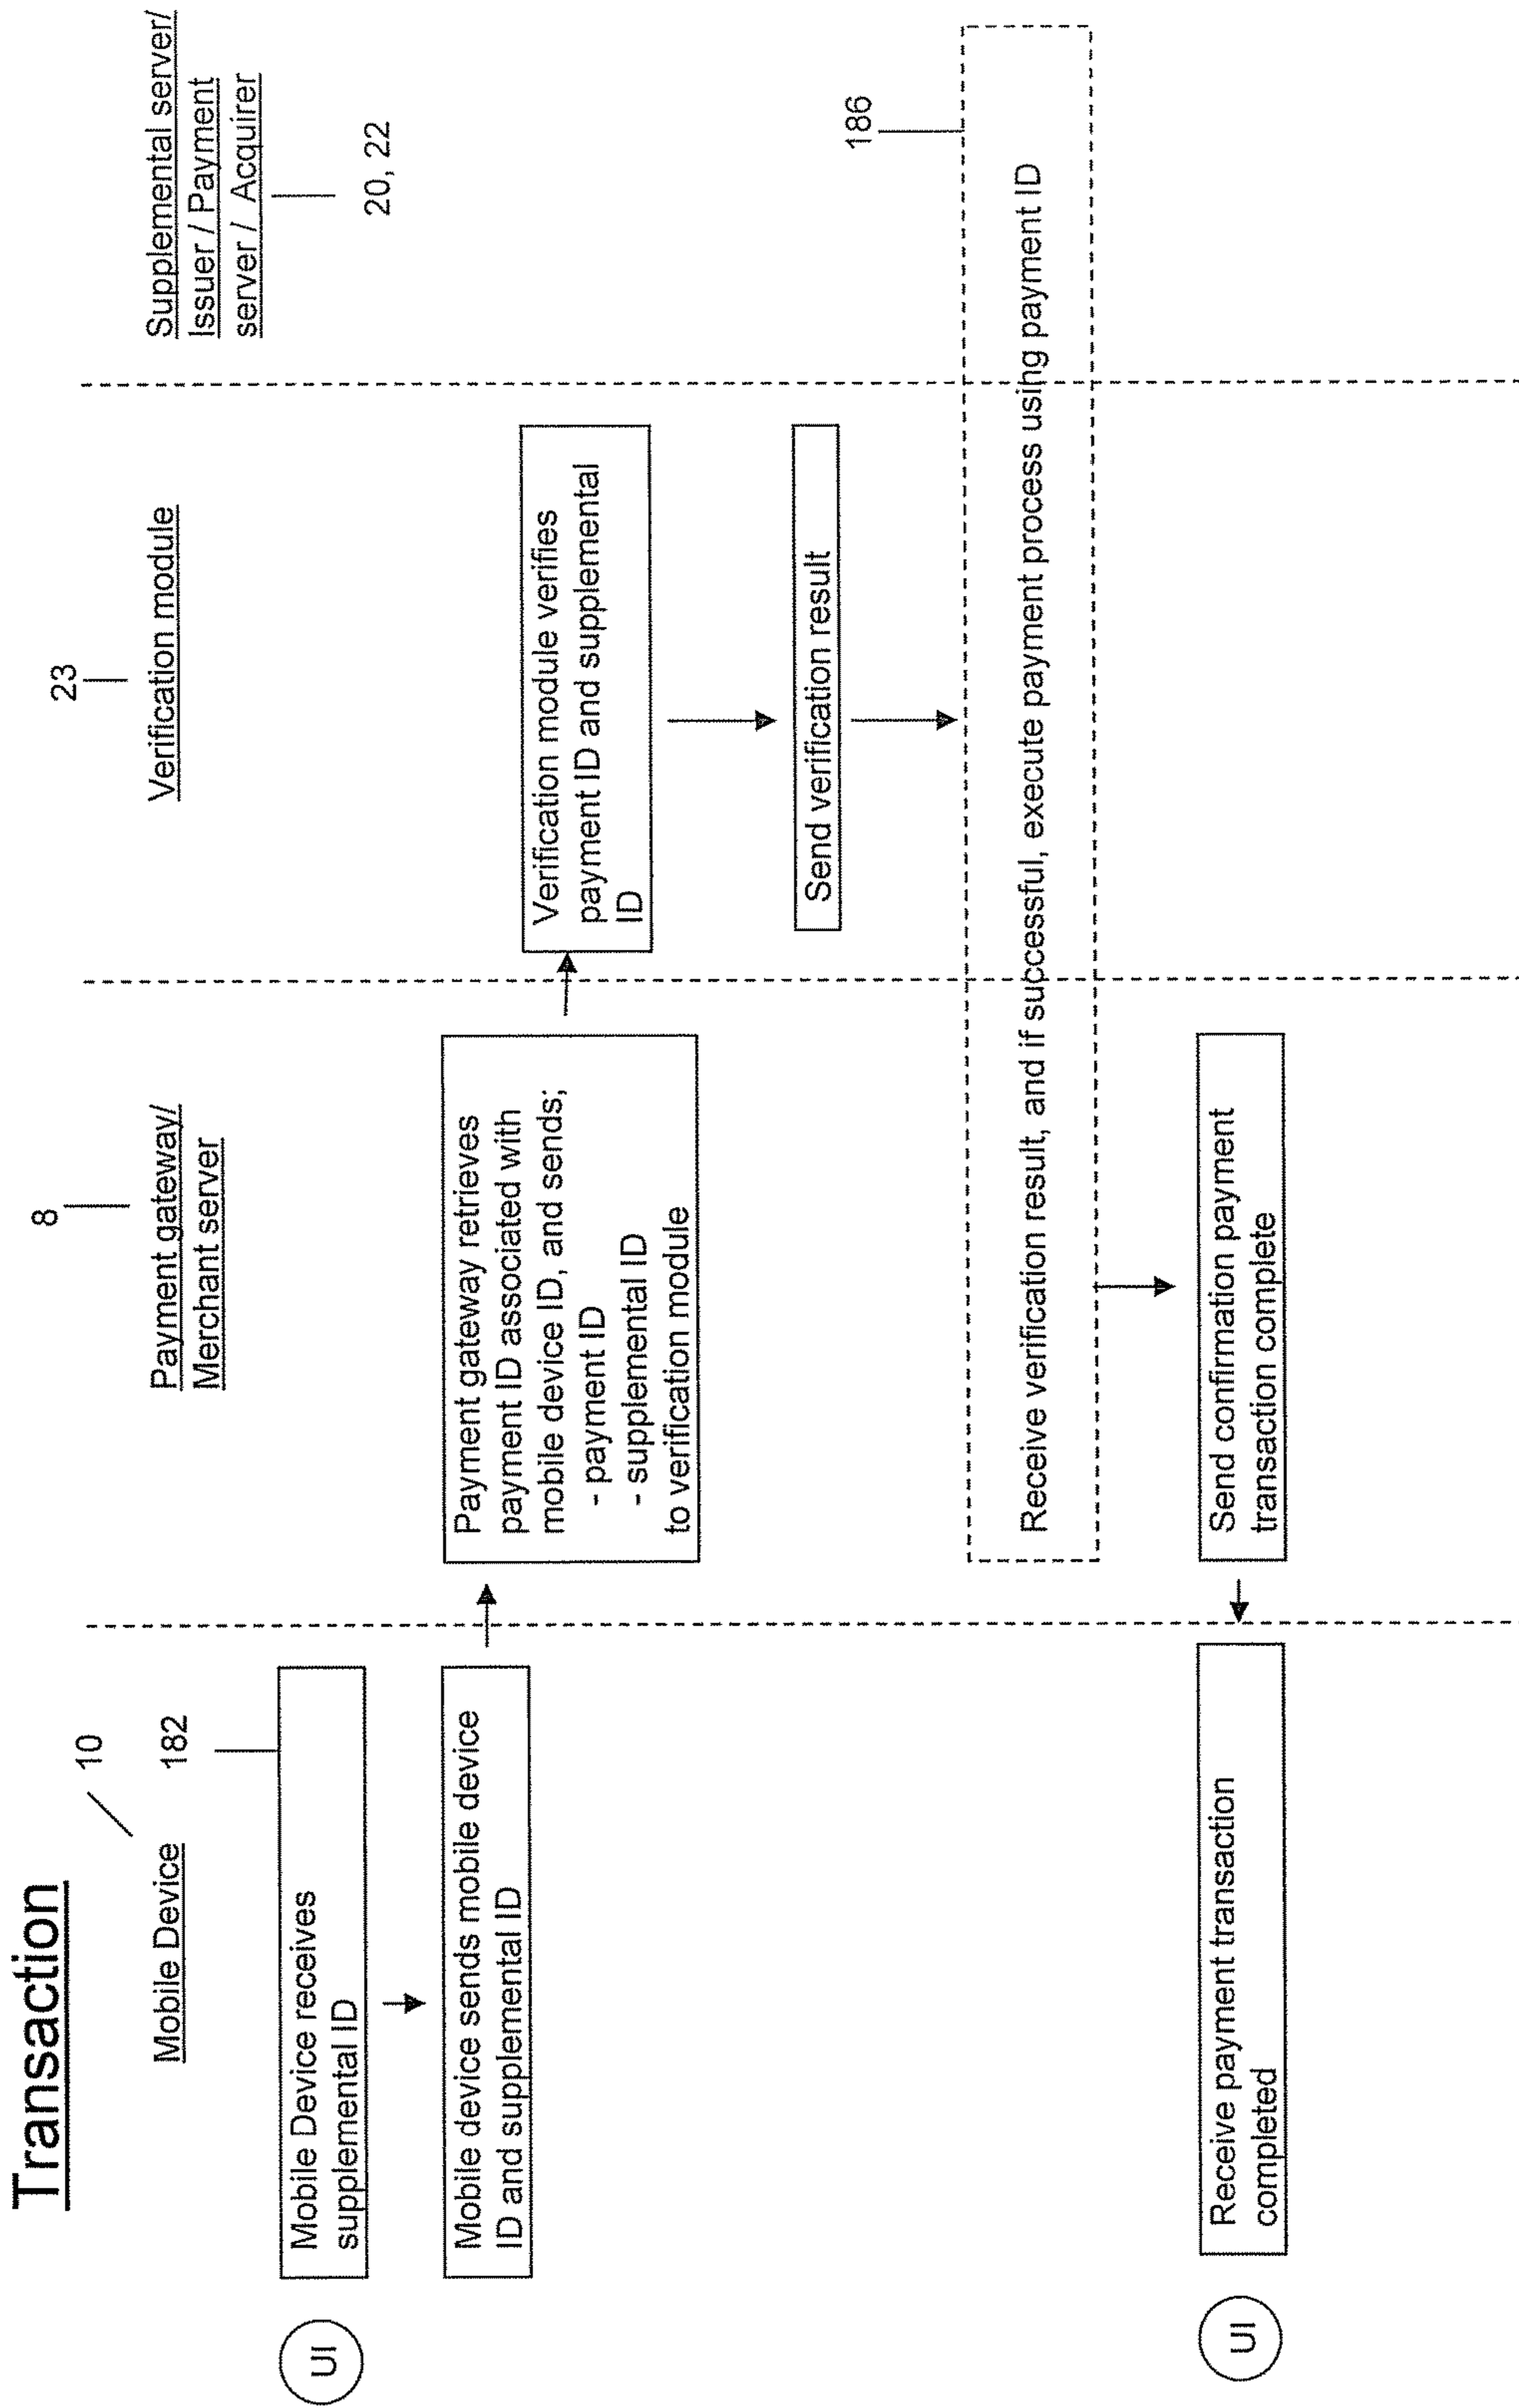 Transaction
10
Mobile Device
8
Payment gateway/
Merchant server
23
Verification module
Supplemental server/
Issuer / Payment
server / Acquirer
20, 22
182
UI
Mobile Device receives
supplemental ID
Mobile device sends mobile device
ID and supplemental ID
Payment gateway retrieves
payment ID associated with
mobile device ID, and sends;
- payment ID
- supplemental ID
to verification module
Verification module verifies
payment ID and supplemental
ID
Send verification result
186
Receive verification result, and if successful, execute payment process using payment ID
Send confirmation payment
transaction complete
UI
Receive payment transaction
completed